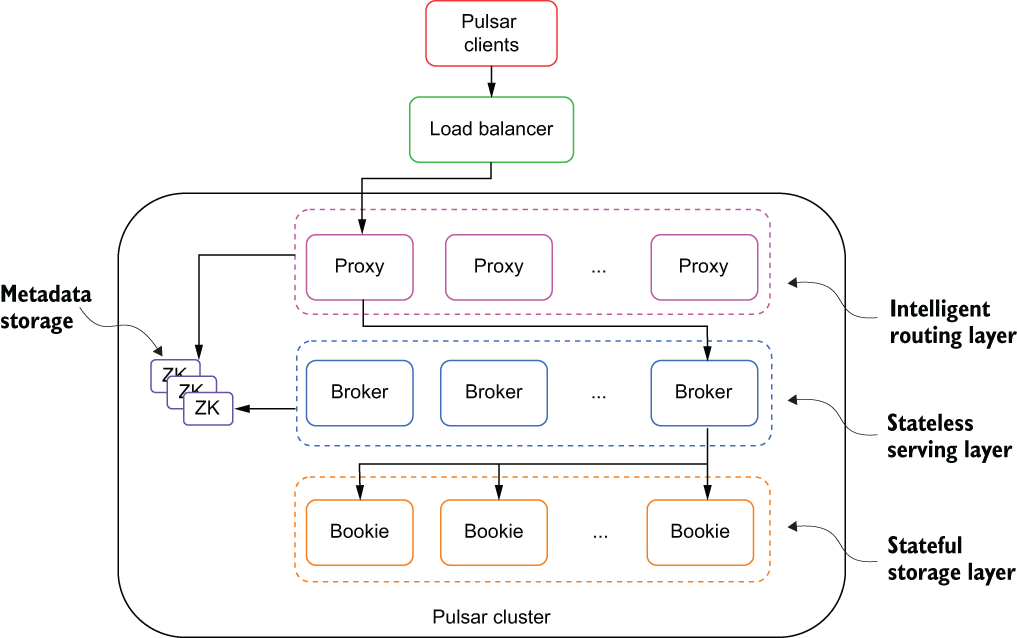 Pulsar
clients
Load balancer
Proxy
Proxy
...
Proxy
Metadata
storage
Intelligent
routing layer
ZK
ZK
ZK
Broker
Broker
...
Broker
Stateless
serving layer
Bookie
Bookie
...
Bookie
Stateful
storage layer
Pulsar cluster